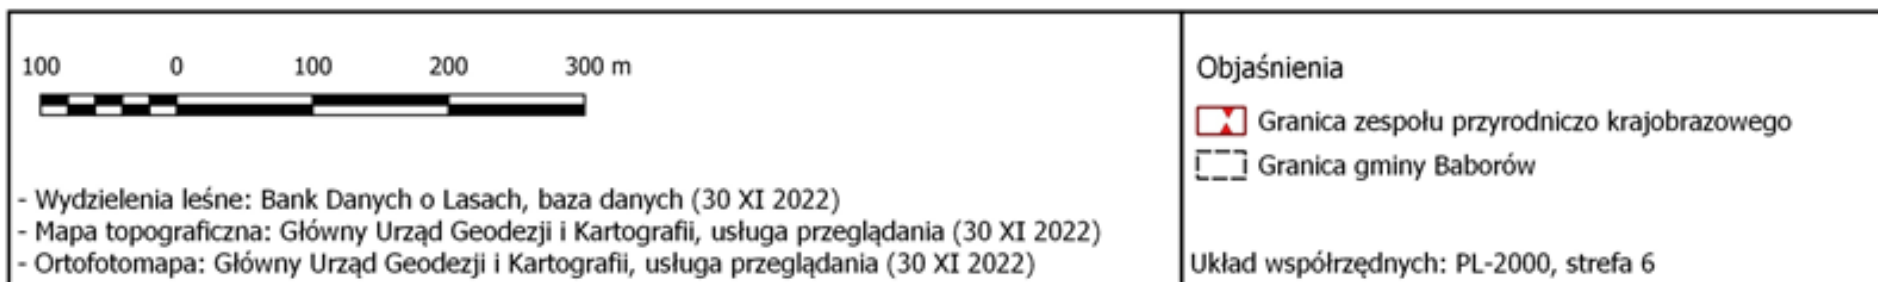 100 0 100 200 300 m
- Wydzielenia leśne: Bank Danych o Lasach, baza danych (30 XI 2022)
- Mapa topograficzna: Główny Urząd Geodezji i Kartografii, usługa przeglądania (30 XI 2022)
- Ortofotomapa: Główny Urząd Geodezji i Kartografii, usługa przeglądania (30 XI 2022)
Objaśnienia
Granica zespołu przyrodniczo krajobrazowego
Granica gminy Baborów
Układ współrzędnych: PL-2000, strefa 6